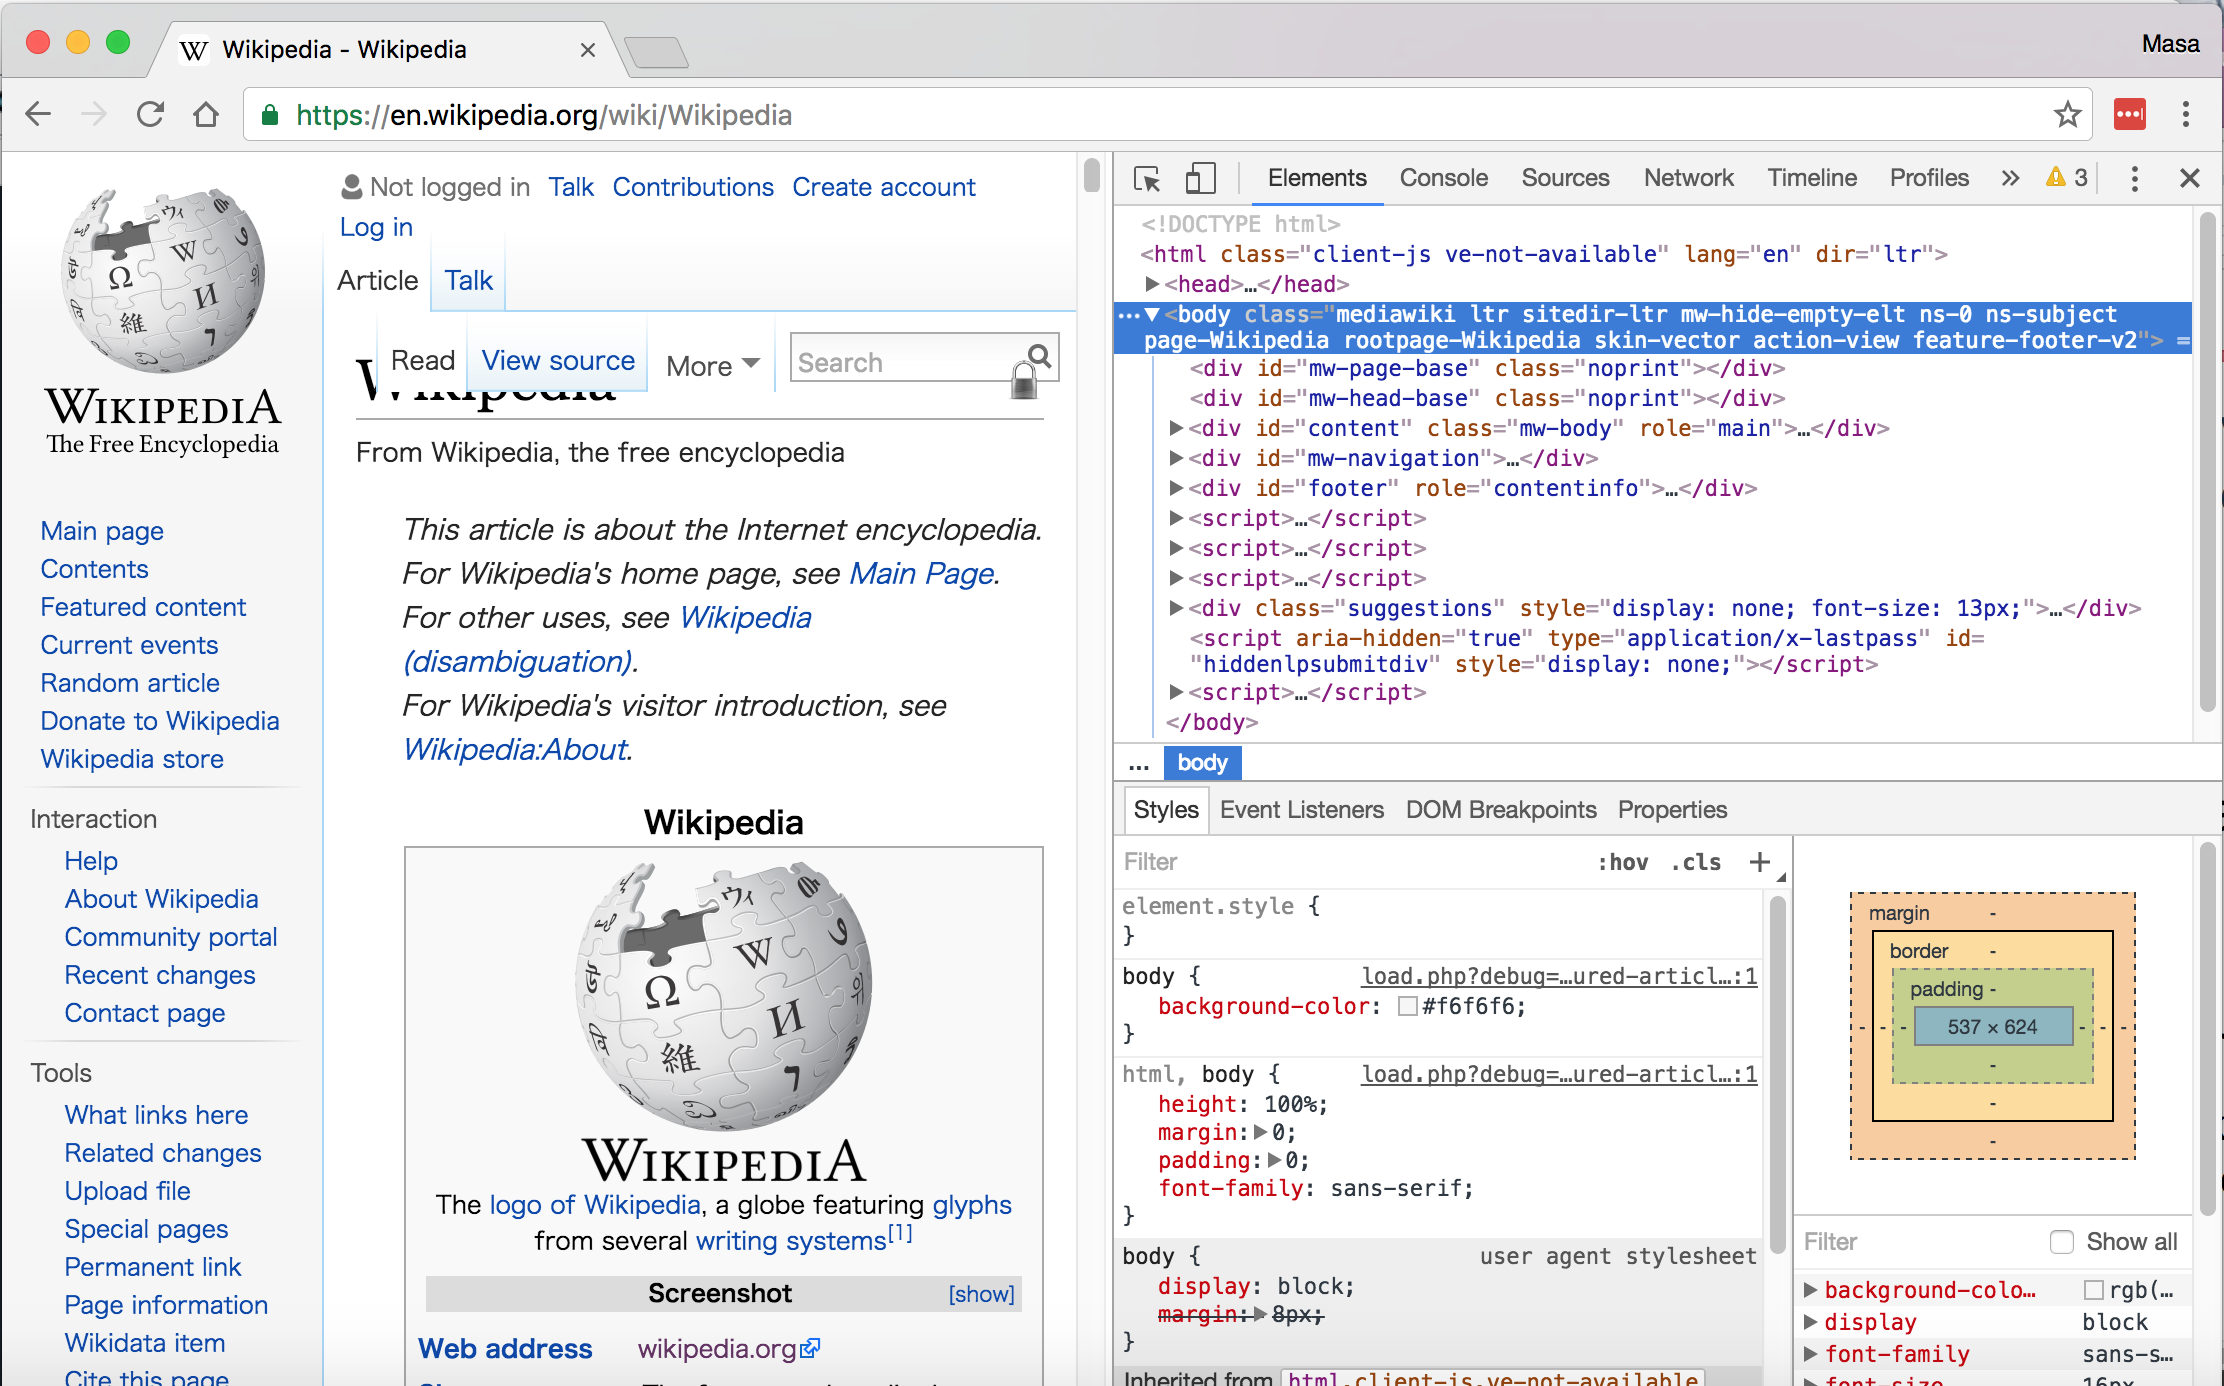 Wikipedia - Wikipedia
Masa
https://en.wikipedia.org/wiki/Wikipedia
WIKIPEDIA
The Free Encyclopedia
Main page
Contents
Featured content
Current events
Random article
Donate to Wikipedia
Wikipedia store
Interaction
Help
About Wikipedia
Community portal
Recent changes
Contact page
Tools
What links here
Related changes
Upload file
Special pages
Permanent link
Page information
Wikidata item
Cite this page
Not logged in Talk Contributions Create account
Log in
Article Talk
Read View source More Search
Wikipedia
From Wikipedia, the free encyclopedia
This article is about the Internet encyclopedia.
For Wikipedia's home page, see Main Page.
For other uses, see Wikipedia
(disambiguation).
For Wikipedia's visitor introduction, see
Wikipedia:About.
Wikipedia
Ω W И 維 ウィ
WIKIPEDIA
The logo of Wikipedia, a globe featuring glyphs
from several writing systems[1]
Screenshot [show]
Web address wikipedia.org
Elements Console Sources Network Timeline Profiles » 3
<!DOCTYPE html>
<html class="client-js ve-not-available" lang="en" dir="ltr">
<head>…</head>
<body class="mediawiki ltr sitedir-ltr mw-hide-empty-elt ns-0 ns-subject
page-Wikipedia rootpage-Wikipedia skin-vector action-view feature-footer-v2"> =
<div id="mw-page-base" class="noprint"></div>
<div id="mw-head-base" class="noprint"></div>
<div id="content" class="mw-body" role="main">…</div>
<div id="mw-navigation">…</div>
<div id="footer" role="contentinfo">…</div>
<script>…</script>
<script>…</script>
<script>…</script>
<div class="suggestions" style="display: none; font-size: 13px;">…</div>
<script aria-hidden="true" type="application/x-lastpass" id=
"hiddenlpsubmitdiv" style="display: none;"></script>
<script>…</script>
</body>
... body
Styles Event Listeners DOM Breakpoints Properties
Filter :hov .cls +
element.style {
}
body { load.php?debug=…ured-articl…:1
background-color: #f6f6f6;
}
html, body { load.php?debug=…ured-articl…:1
height: 100%;
margin: 0;
padding: 0;
font-family: sans-serif;
}
body { user agent stylesheet
display: block;
margin: 8px;
}
Inherited from html.client-js.ve-not-available
margin -
border -
padding -
- - - 537 × 624 - - -
-
-
-
Filter Show all
background-colo… rgb(…
display block
font-family sans-s…
font-size 16px